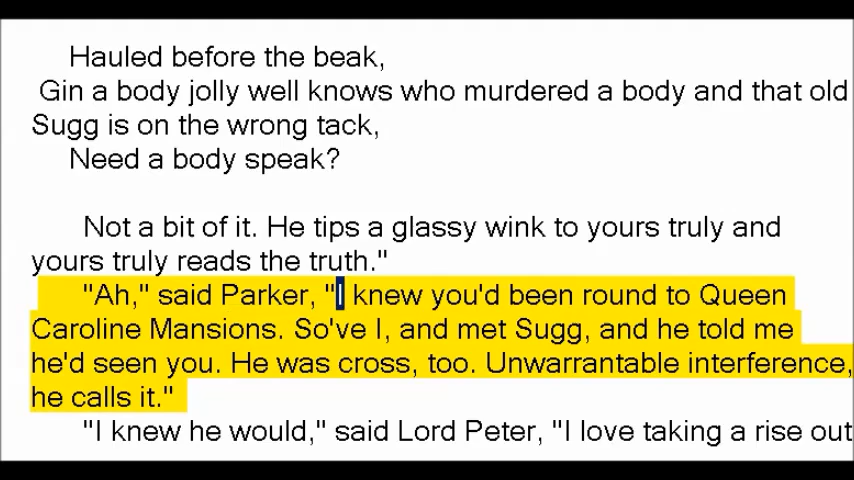 Hauled before the beak,
Gin a body jolly well knows who murdered a body and that old
Sugg is on the wrong tack,
Need a body speak?
Not a bit of it. He tips a glassy wink to yours truly and
yours truly reads the truth."
"Ah," said Parker, "I knew you'd been round to Queen
Caroline Mansions. So've I, and met Sugg, and he told me
he'd seen you. He was cross, too. Unwarrantable interference,
he calls it."
"I knew he would," said Lord Peter, "I love taking a rise out